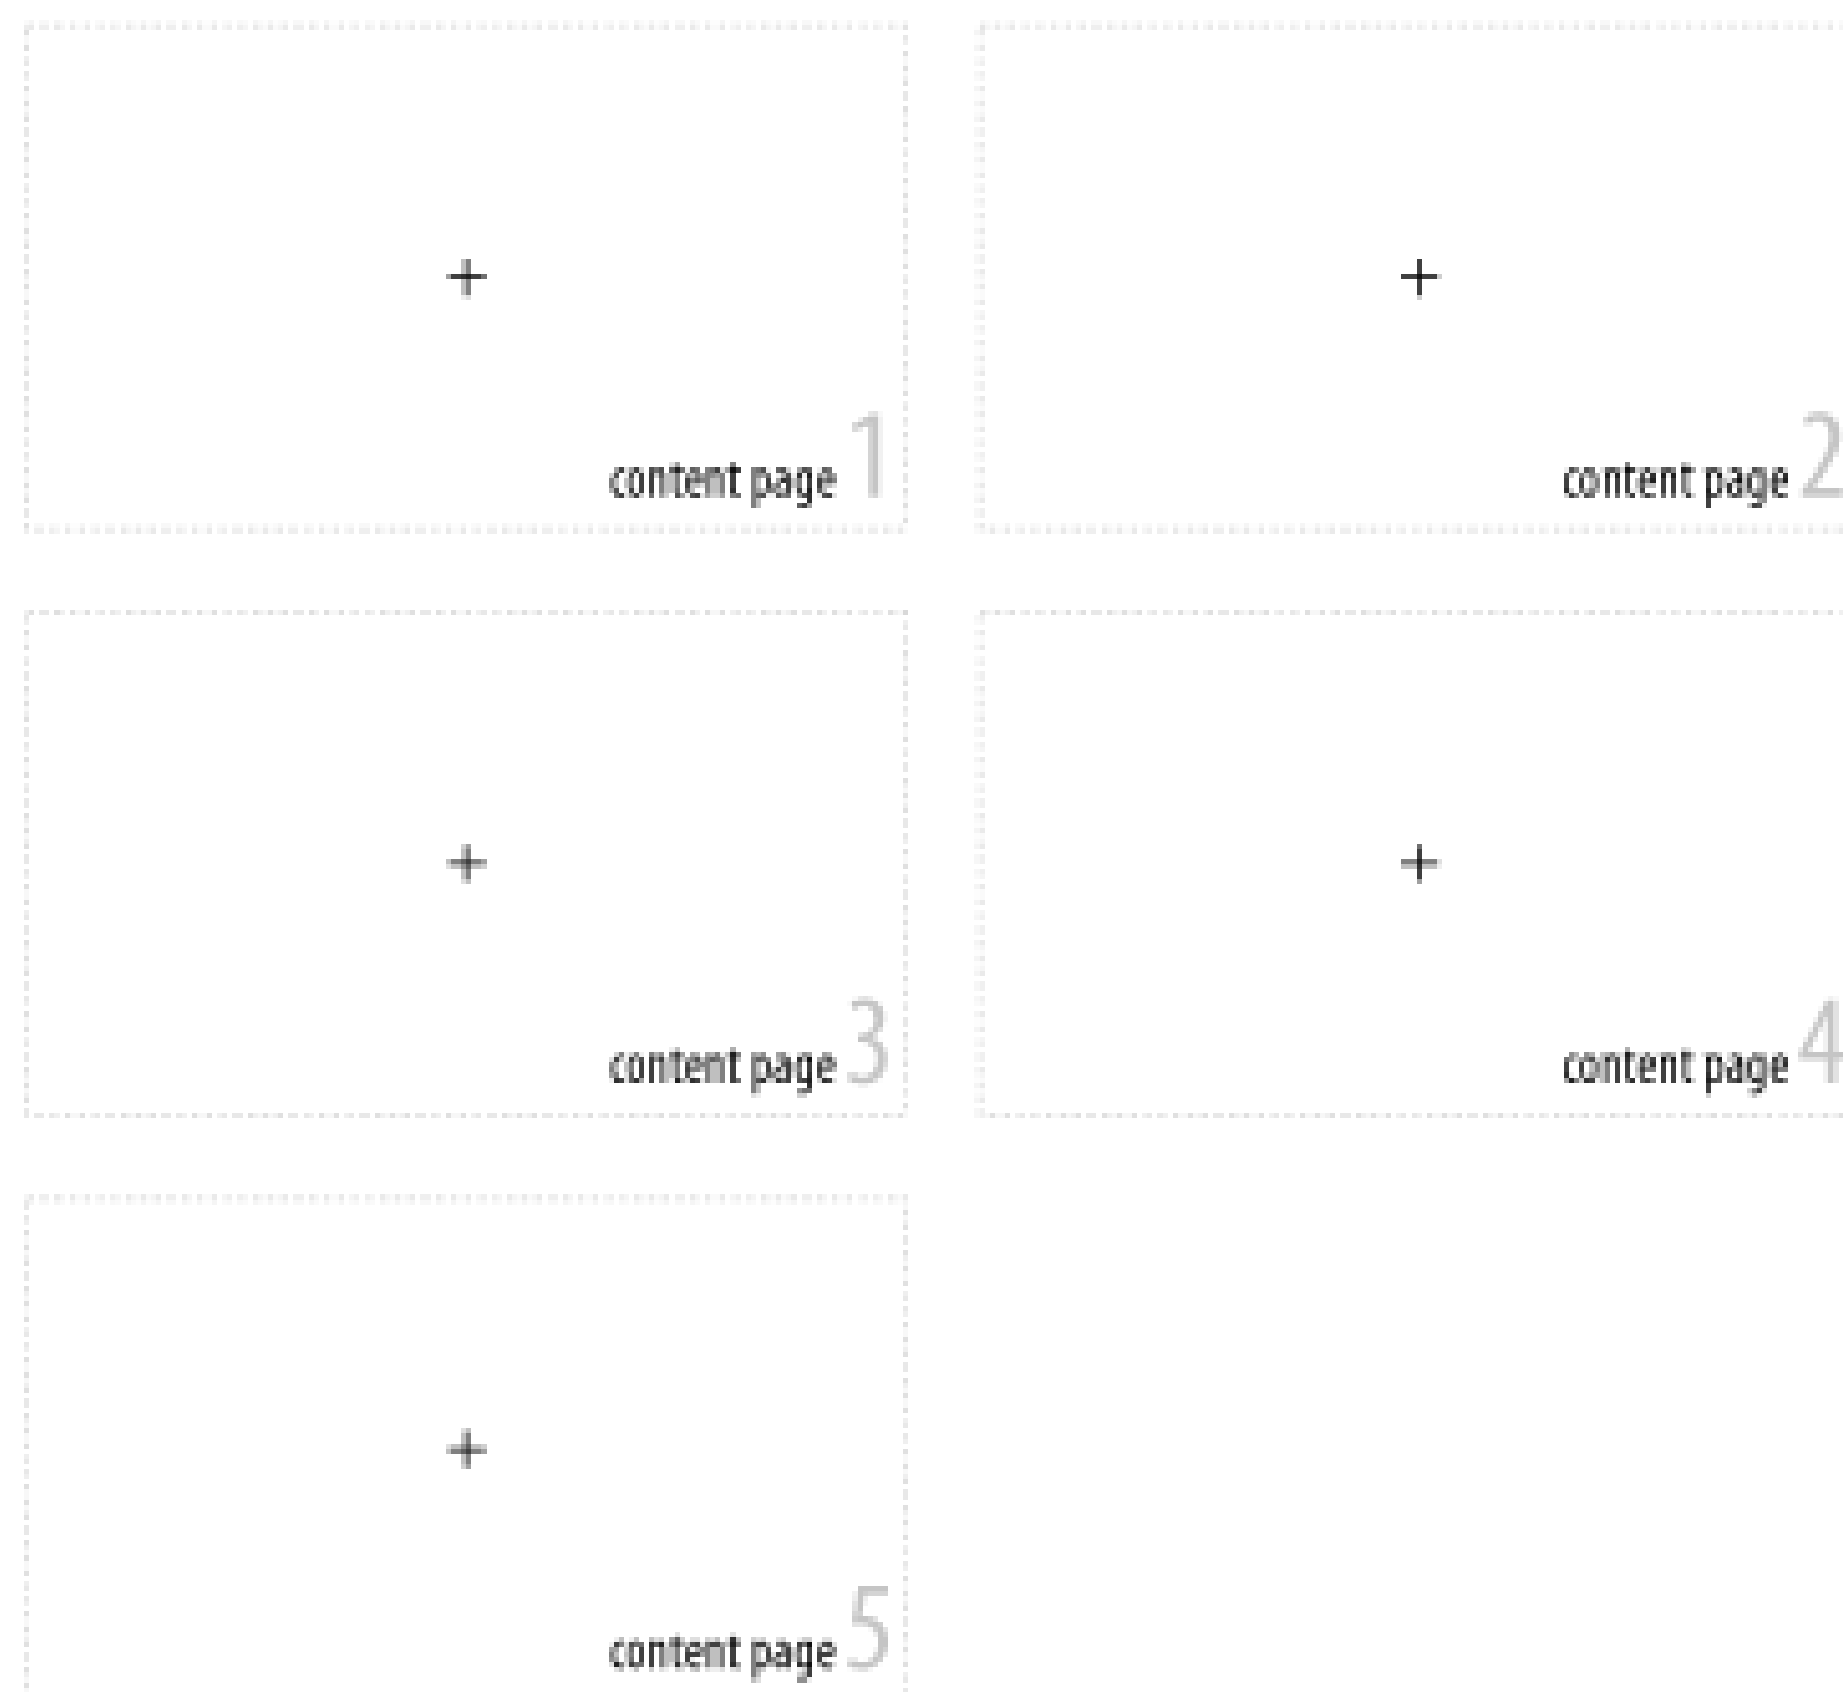 +
content page 1
+
content page 2
+
content page 3
+
content page 4
+
content page 5